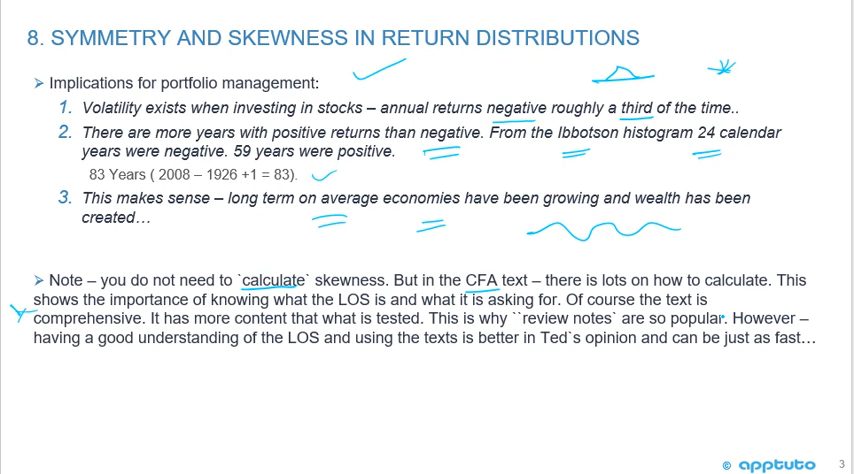 8. SYMMETRY AND SKEWNESS IN RETURN DISTRIBUTIONS
➢ Implications for portfolio management:
1. Volatility exists when investing in stocks – annual returns negative roughly a third of the time..
2. There are more years with positive returns than negative. From the Ibbotson histogram 24 calendar
years were negative. 59 years were positive.
83 Years ( 2008 – 1926 +1 = 83).
3. This makes sense – long term on average economies have been growing and wealth has been
created…
➢ Note – you do not need to `calculate` skewness. But in the CFA text – there is lots on how to calculate. This
shows the importance of knowing what the LOS is and what it is asking for. Of course the text is
comprehensive. It has more content that what is tested. This is why ``review notes` are so popular. However –
having a good understanding of the LOS and using the texts is better in Ted`s opinion and can be just as fast…
© apptuto 3